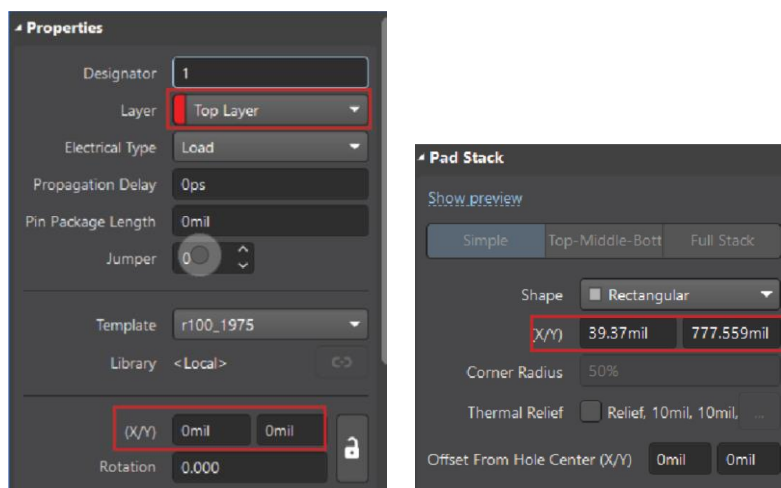 Properties
Designator 1
Layer Top Layer
Electrical Type Load
Propagation Delay 0ps
Pin Package Length 0mil
Jumper 0
Template r100_1975
Library <Local>
(X/Y) 0mil 0mil
Rotation 0.000
Pad Stack
Show preview
Simple Top-Middle-Bott Full Stack
Shape Rectangular
(X/Y) 39.37mil 777.559mil
Corner Radius 50%
Thermal Relief Relief, 10mil, 10mil, ...
Offset From Hole Center (X/Y) 0mil 0mil